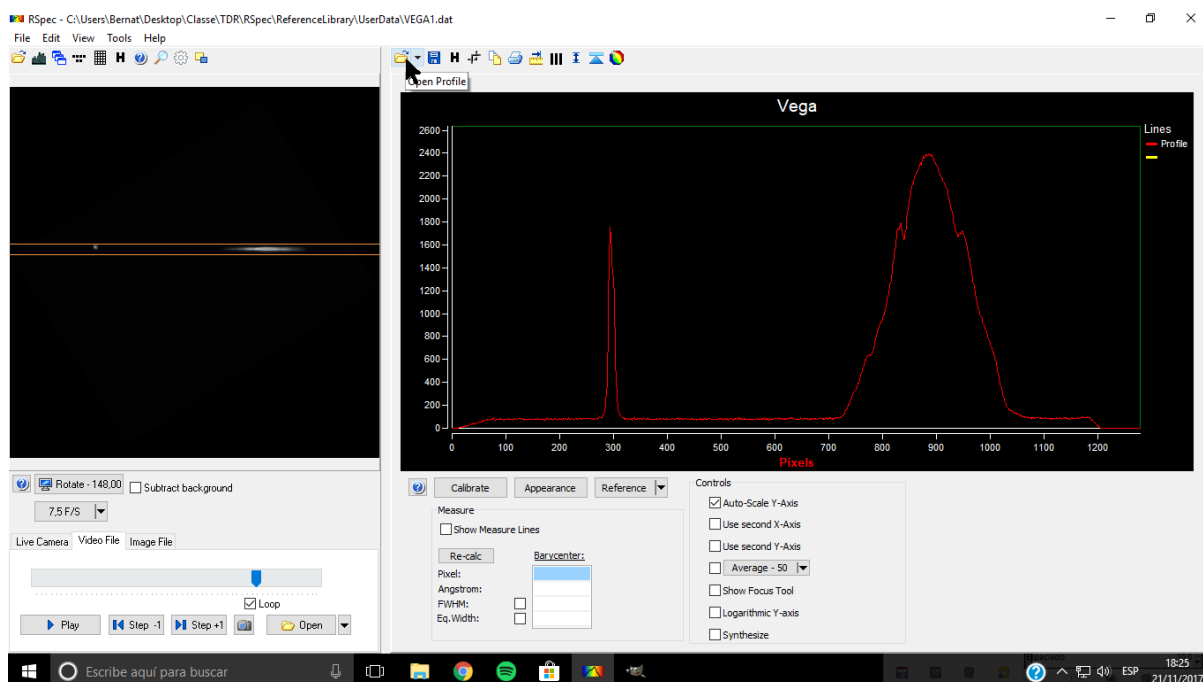 RSpec - C:\Users\Bernat\Desktop\Classe\TDR\RSpec\ReferenceLibrary\UserData\VEGA1.dat
File Edit View Tools Help
H
H
Open Profile
Vega
2600
2400
2200
2000
1800
1600
1400
1200
1000
800
600
400
200
0
0 100 200 300 400 500 600 700 800 900 1000 1100 1200
Pixels
Lines
Profile
Rotate - 148,00
Subtract background
7,5 F/S
Live Camera Video File Image File
Loop
Play Step -1 Step +1 Open
Calibrate Appearance Reference
Measure
Show Measure Lines
Re-calc Barycenter:
Pixel:
Angstrom:
FWHM:
Eq.Width:
Controls
Auto-Scale Y-Axis
Use second X-Axis
Use second Y-Axis
Average - 50
Show Focus Tool
Logarithmic Y-axis
Synthesize
Escribe aquí para buscar
ESP
18:25